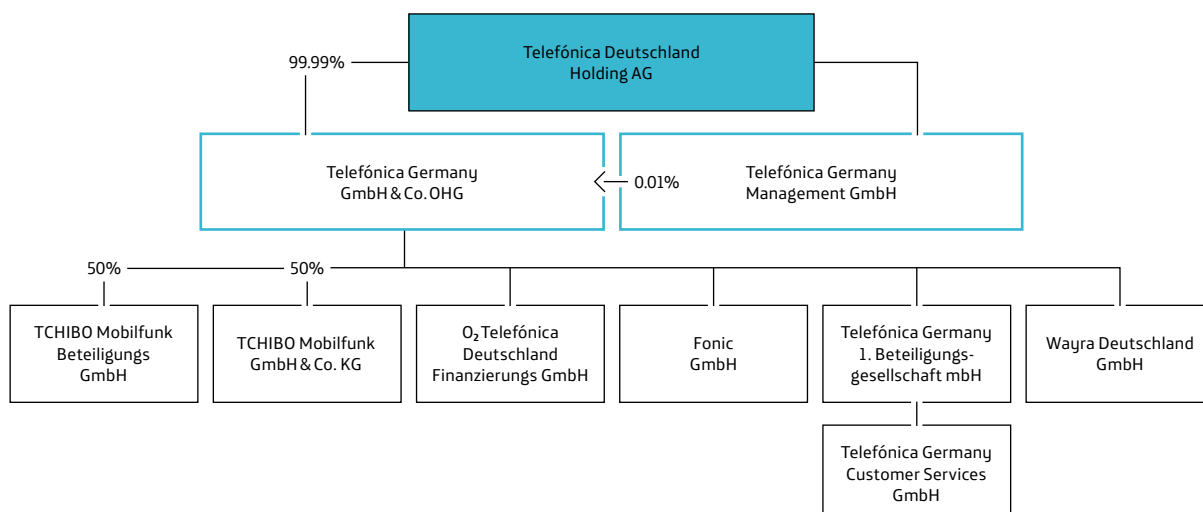 Telefónica Deutschland
Holding AG
99.99%
Telefónica Germany
GmbH & Co. OHG
0.01%
Telefónica Germany
Management GmbH
50%
50%
TCHIBO Mobilfunk
Beteiligungs
GmbH
TCHIBO Mobilfunk
GmbH & Co. KG
O₂ Telefónica
Deutschland
Finanzierungs GmbH
Fonic
GmbH
Telefónica Germany
1. Beteiligungs-
gesellschaft mbH
Wayra Deutschland
GmbH
Telefónica Germany
Customer Services
GmbH